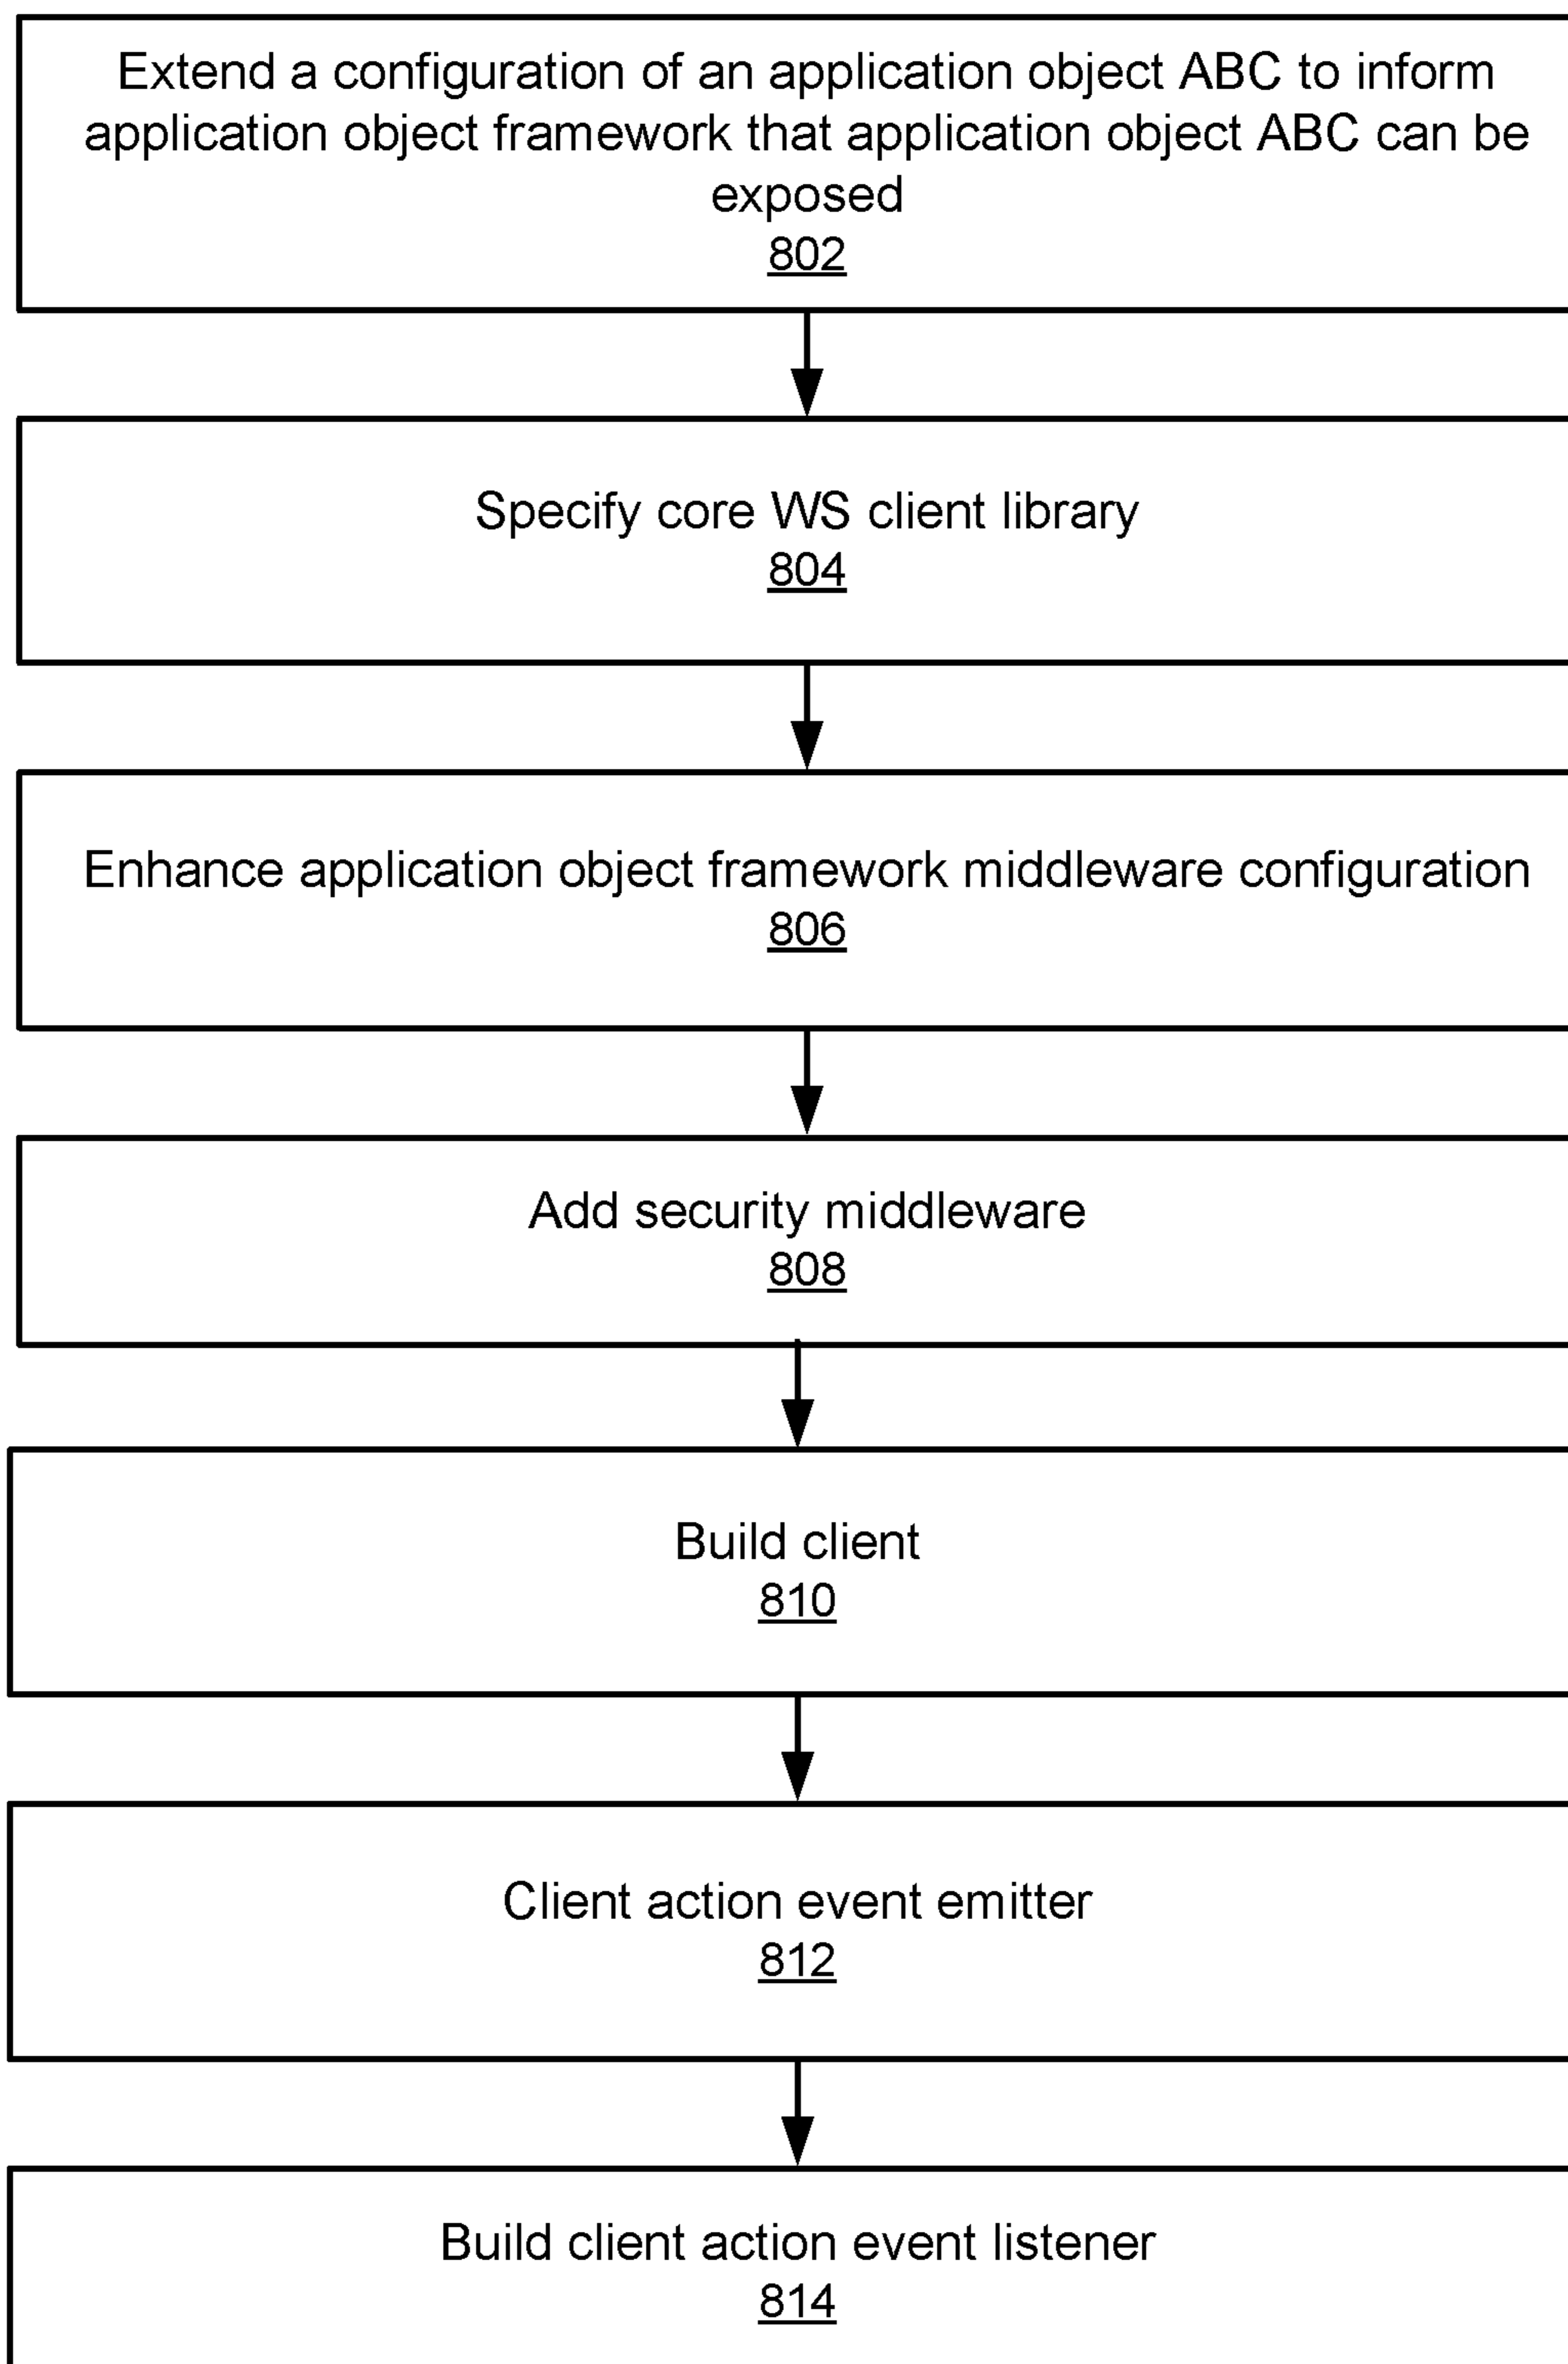 Extend a configuration of an application object ABC to inform
application object framework that application object ABC can be
exposed
802
Specify core WS client library
804
Enhance application object framework middleware configuration
806
Add security middleware
808
Build client
810
Client action event emitter
812
Build client action event listener
814